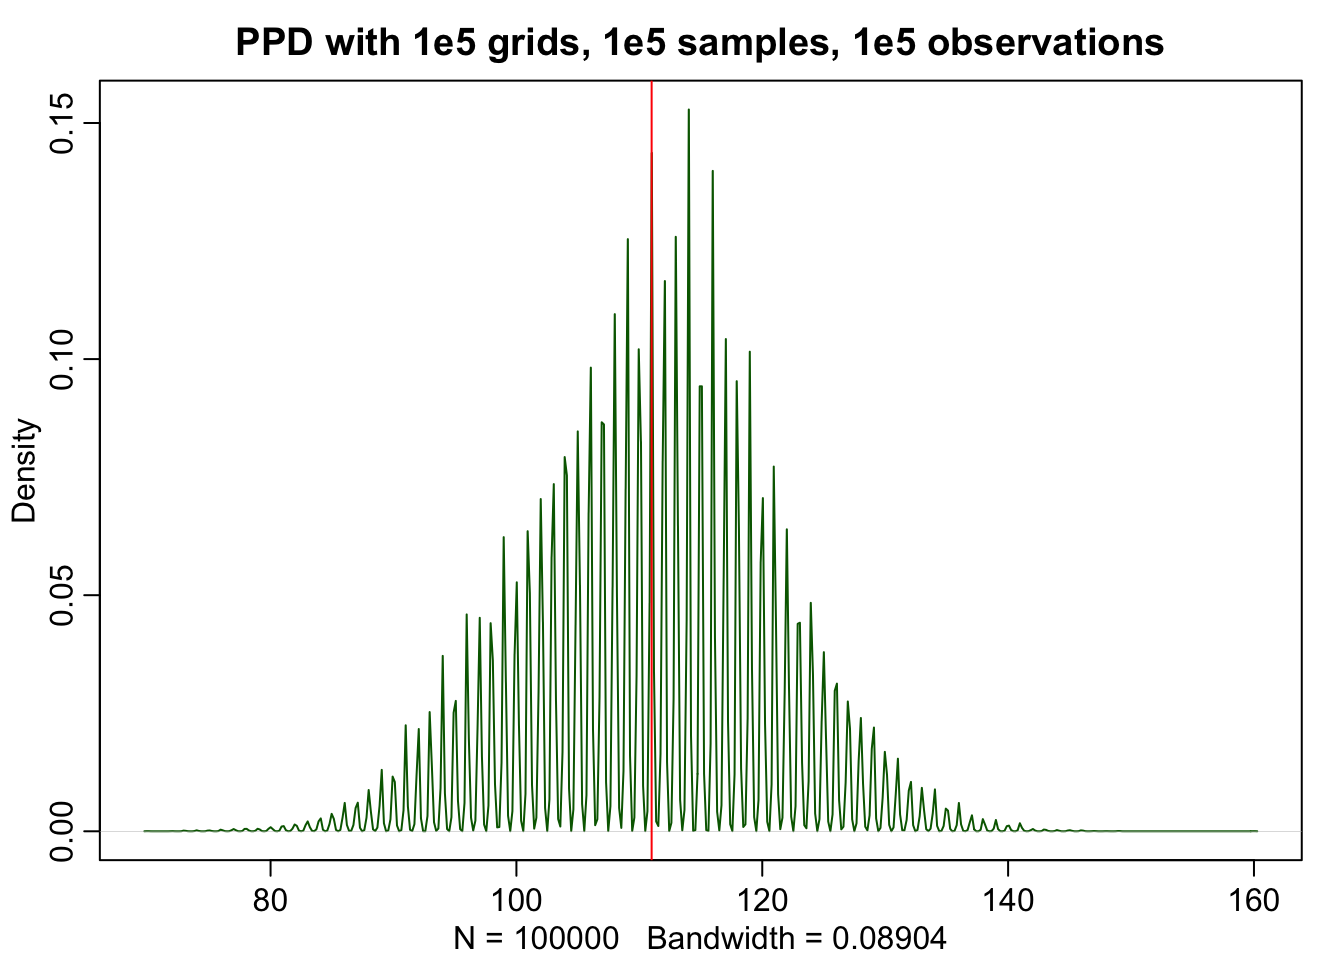 PPD with 1e5 grids, 1e5 samples, 1e5 observations
Density
0.15
0.10
0.05
0.00
80 100 120 140 160
N = 100000 Bandwidth = 0.08904